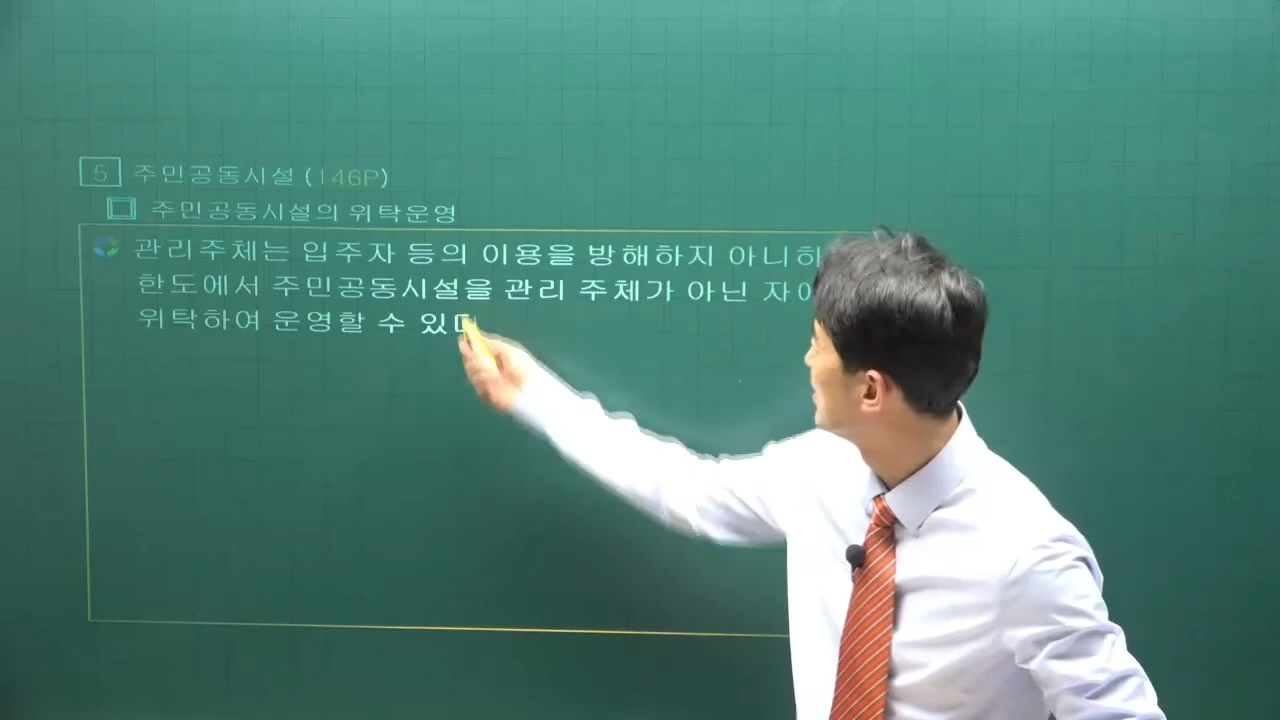 5 주민공동시설 (146P)
주민공동시설의 위탁운영
관리주체는 입주자 등의 이용을 방해하지 아니하
한도에서 주민공동시설을 관리 주체가 아닌 자에
위탁하여 운영할 수 있다